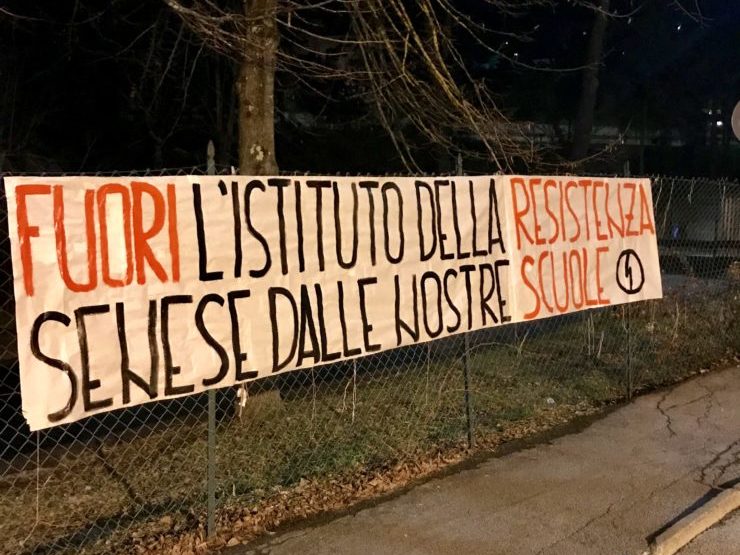 FUORI L'ISTITUTO DELLA RESISTENZA
SENESE DALLE NOSTRE SCUOLE